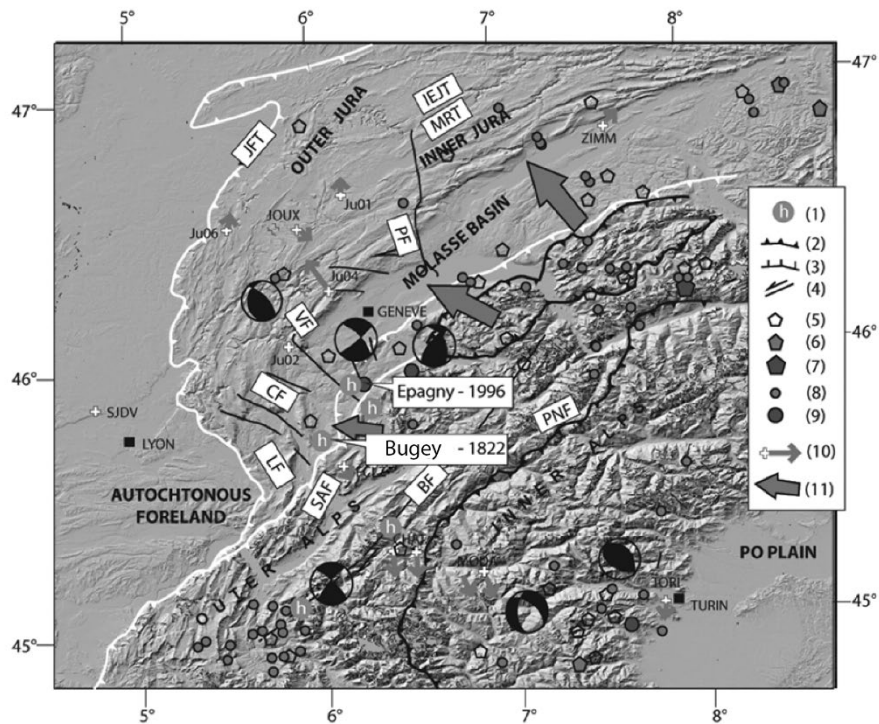 5° 6° 7° 8°
47° 47°
46° 46°
45° 45°
5° 6° 7° 8°
JFT
OUTER JURA
IEJT
MRT
INNER JURA
ZIMM
Ju01
Ju06
JOUX
PF
MOLASSE BASIN
Ju04
GENEVE
VF
Ju02
h
Epagny - 1996
h
CF
SJDV
LYON
Bugey - 1822
h
PNF
LF
SAF
BF
AUTOCHTONOUS
FORELAND
OUTER ALPS
INNER ALPS
h
h
PO PLAIN
TURIN
h (1)
(2)
(3)
(4)
(5)
(6)
(7)
(8)
(9)
(10)
(11)